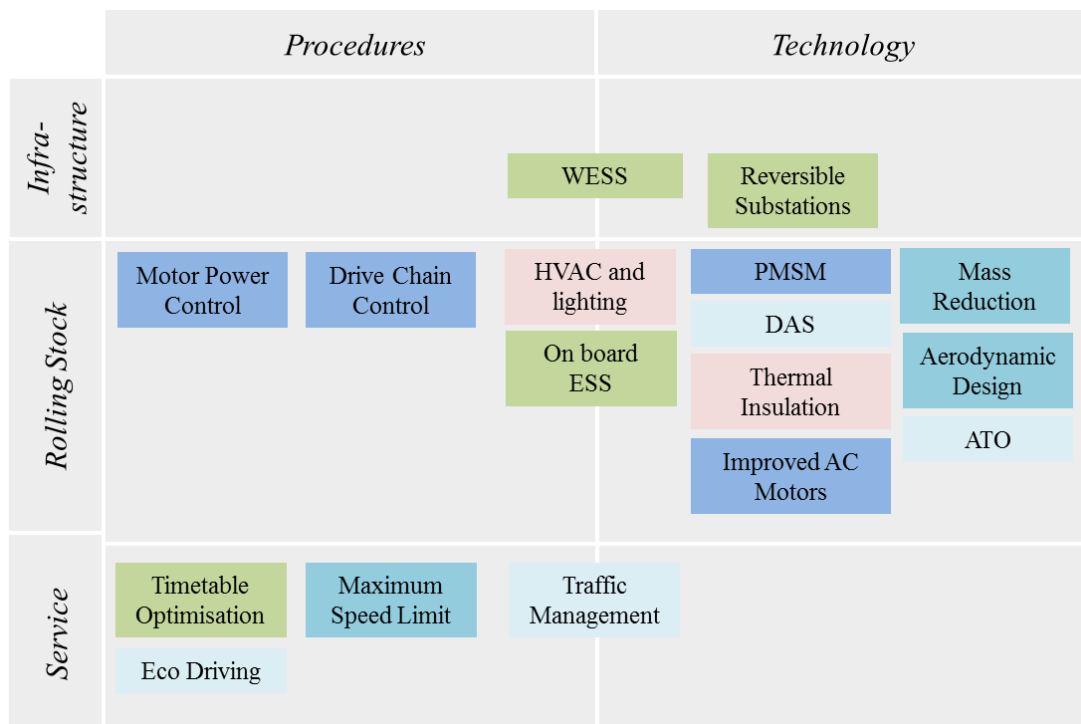 Procedures
Technology
Infra-
structure
WESS
Reversible
Substations
Rolling Stock
Motor Power
Control
Drive Chain
Control
HVAC and
lighting
On board
ESS
PMSM
DAS
Thermal
Insulation
Improved AC
Motors
Mass
Reduction
Aerodynamic
Design
ATO
Service
Timetable
Optimisation
Eco Driving
Maximum
Speed Limit
Traffic
Management